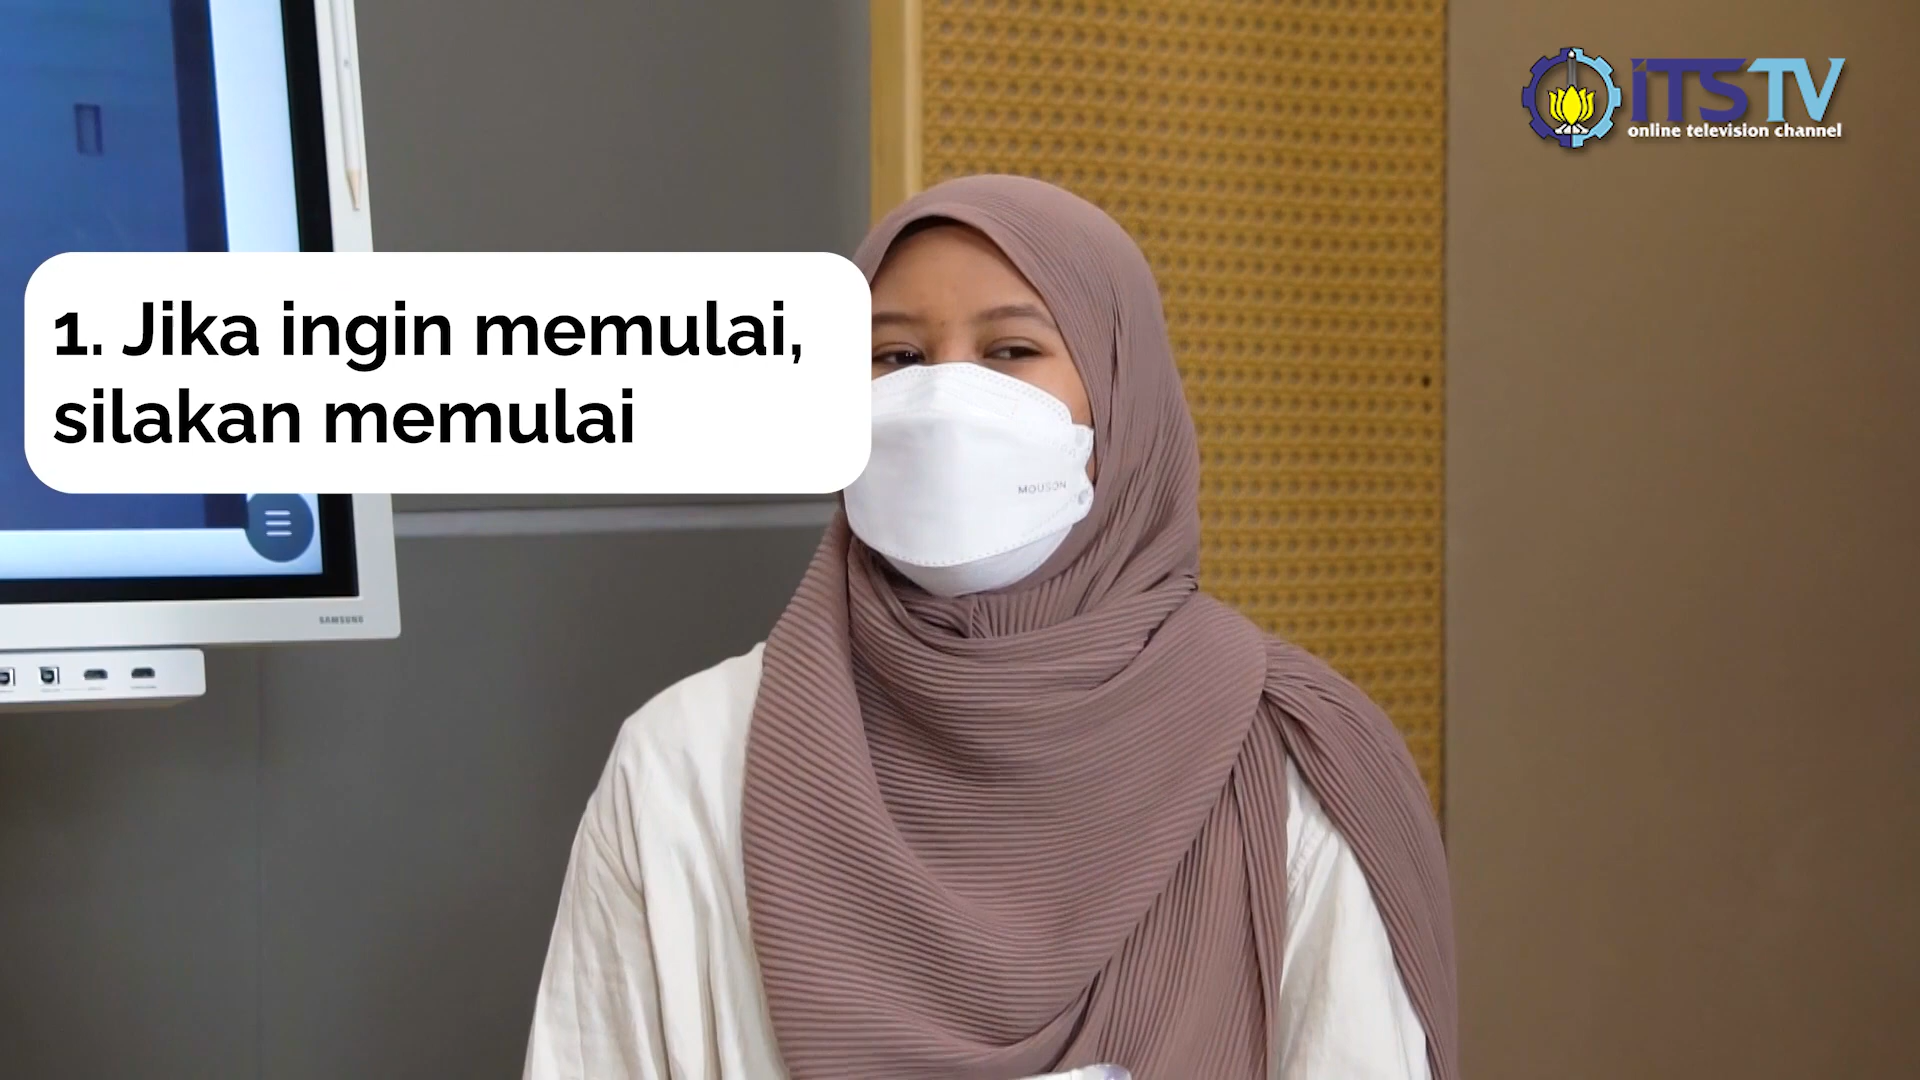 iTSTV
online television channel
1. Jika ingin memulai,
silakan memulai
MOUSON
SAMSUNG